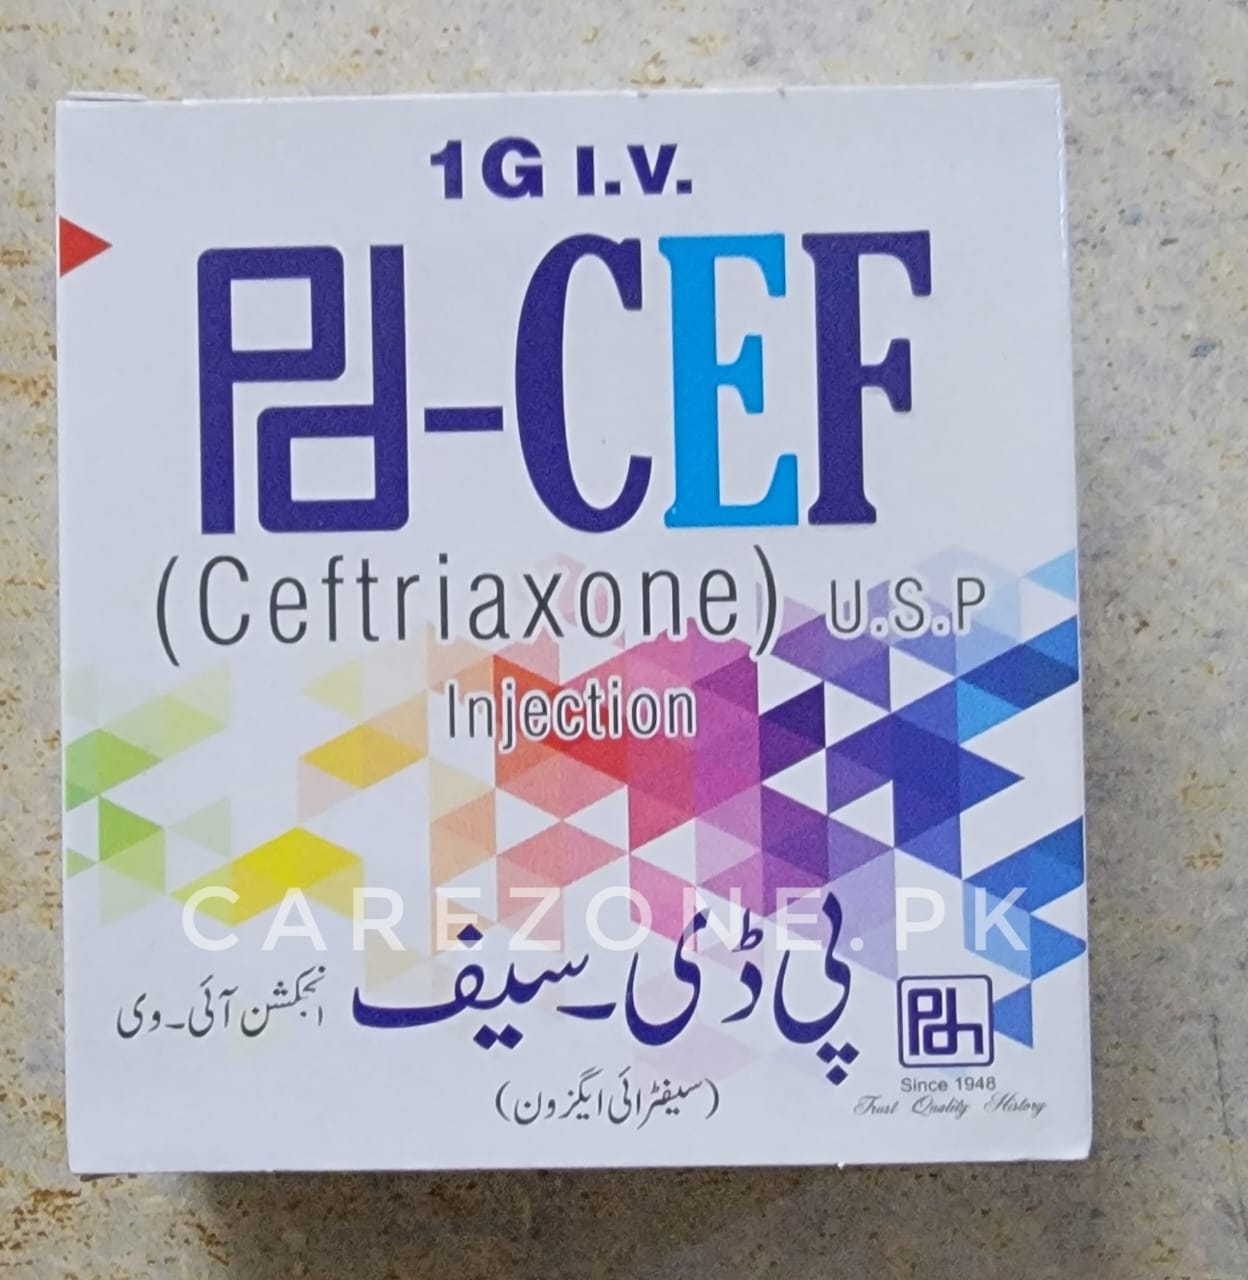 1G I.V.
Pd-CEF
(Ceftriaxone) U.S.P
Injection
CAREZONE.PK
پی ڈی۔سیف انجکشن آئی۔وی
(سیفٹرائی ایگزون)
Pdh
Since 1948
Trust Quality History